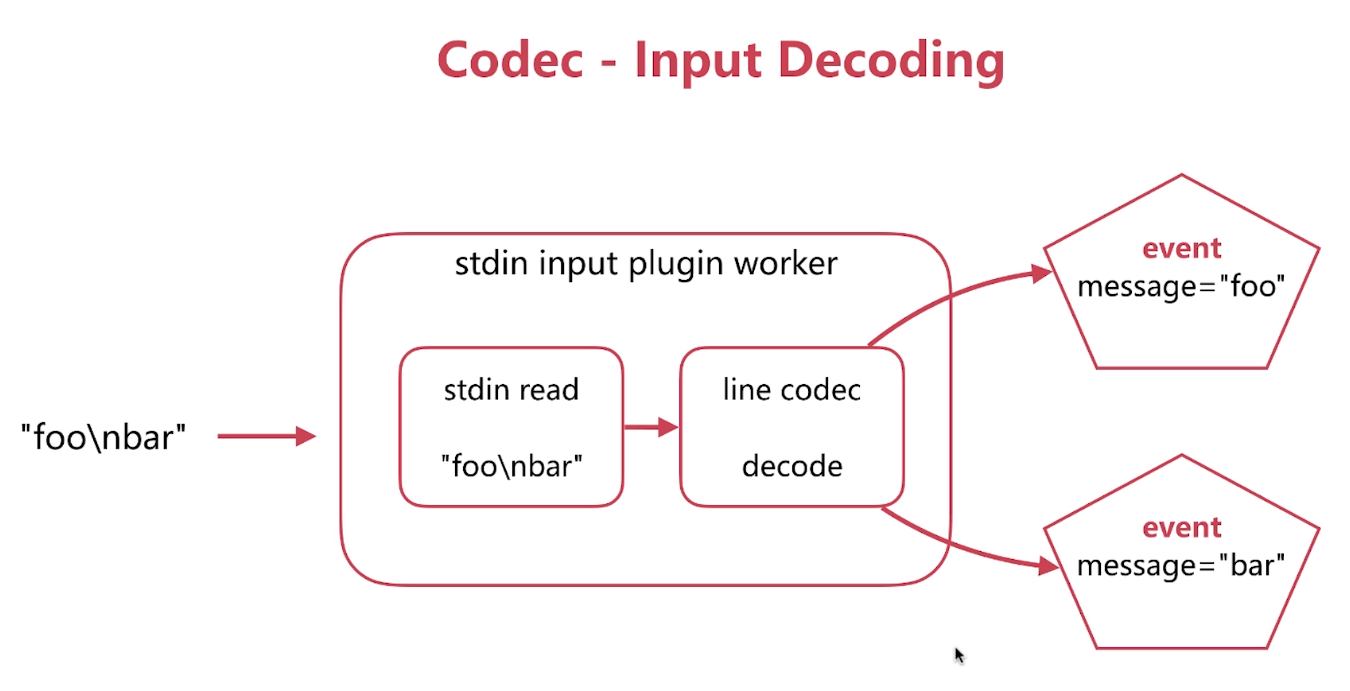 Codec - Input Decoding
"foo\nbar"
stdin input plugin worker
stdin read
"foo\nbar"
line codec
decode
event
message="foo"
event
message="bar"